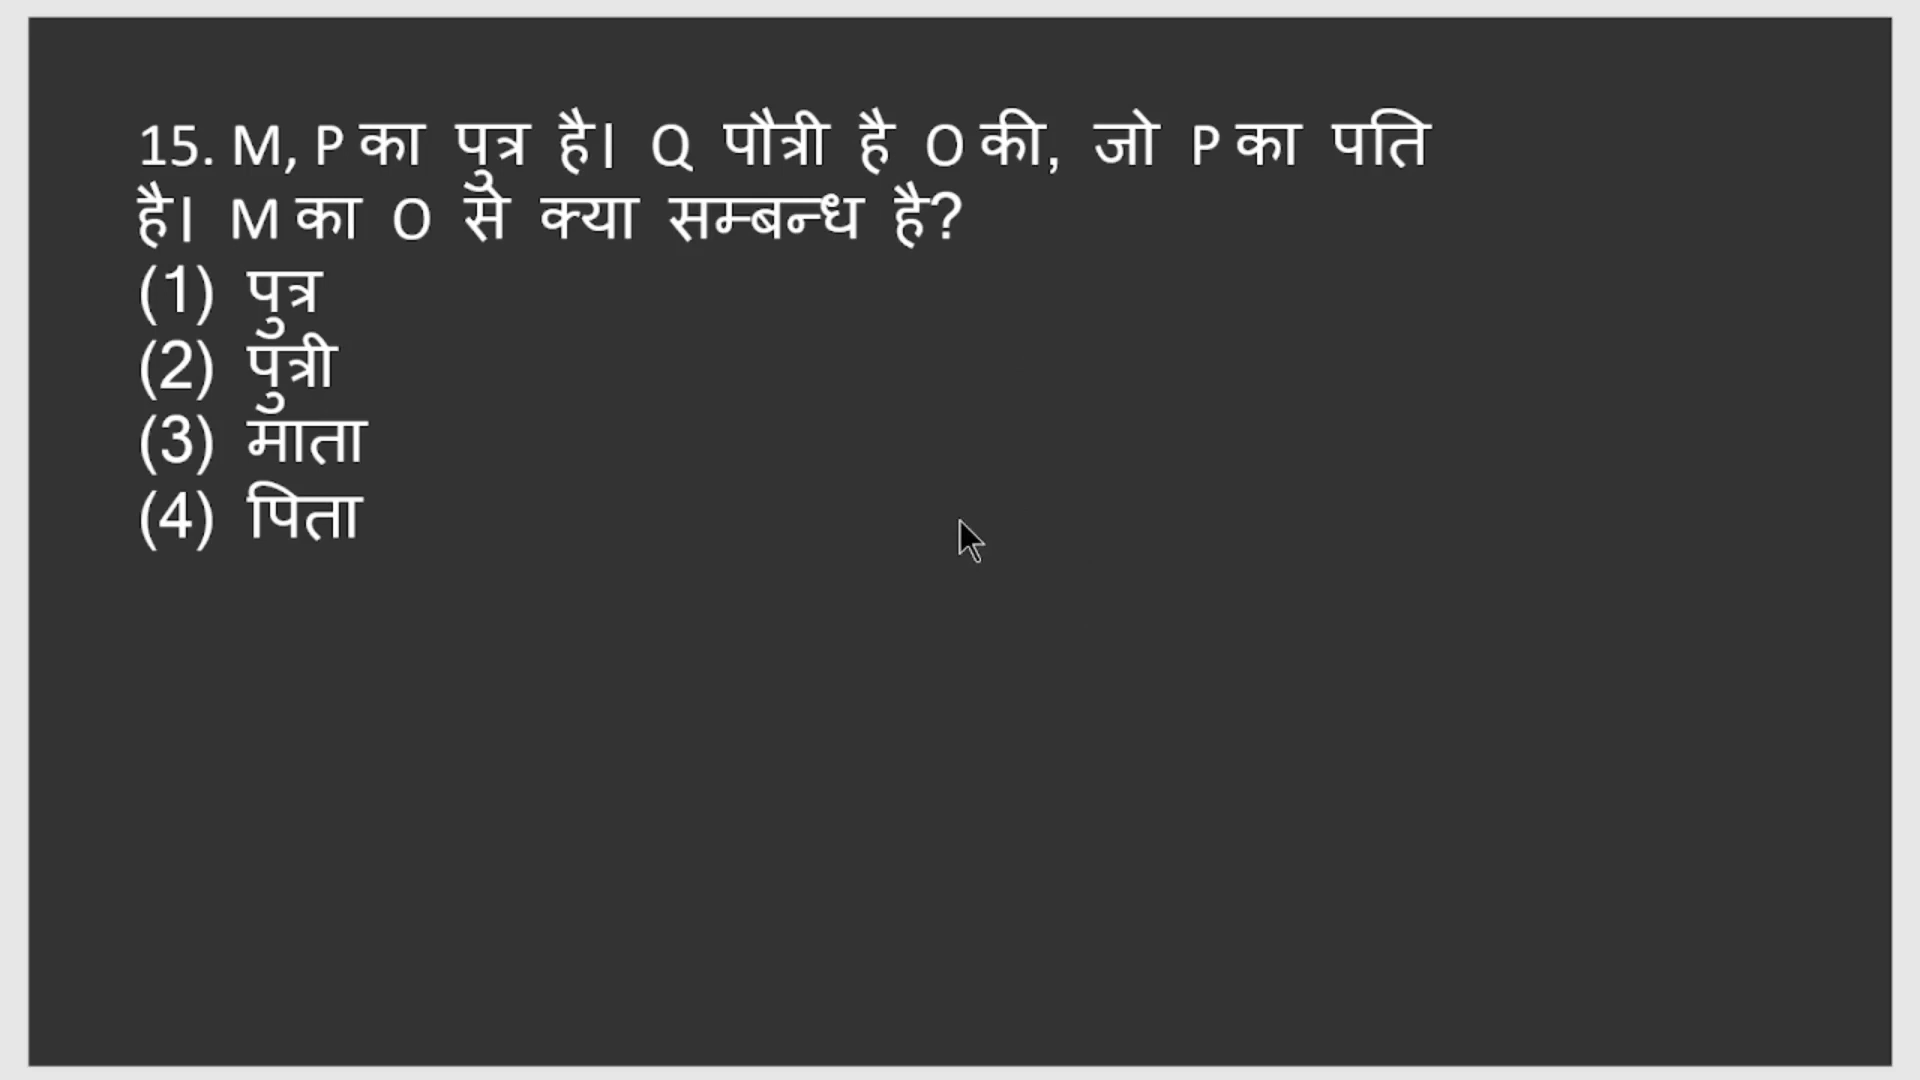 15. M, P का पुत्र है। Q पौत्री है O की, जो P का पति
है। M का O से क्या सम्बन्ध है?
(1) पुत्र
(2) पुत्री
(3) माता
(4) पिता